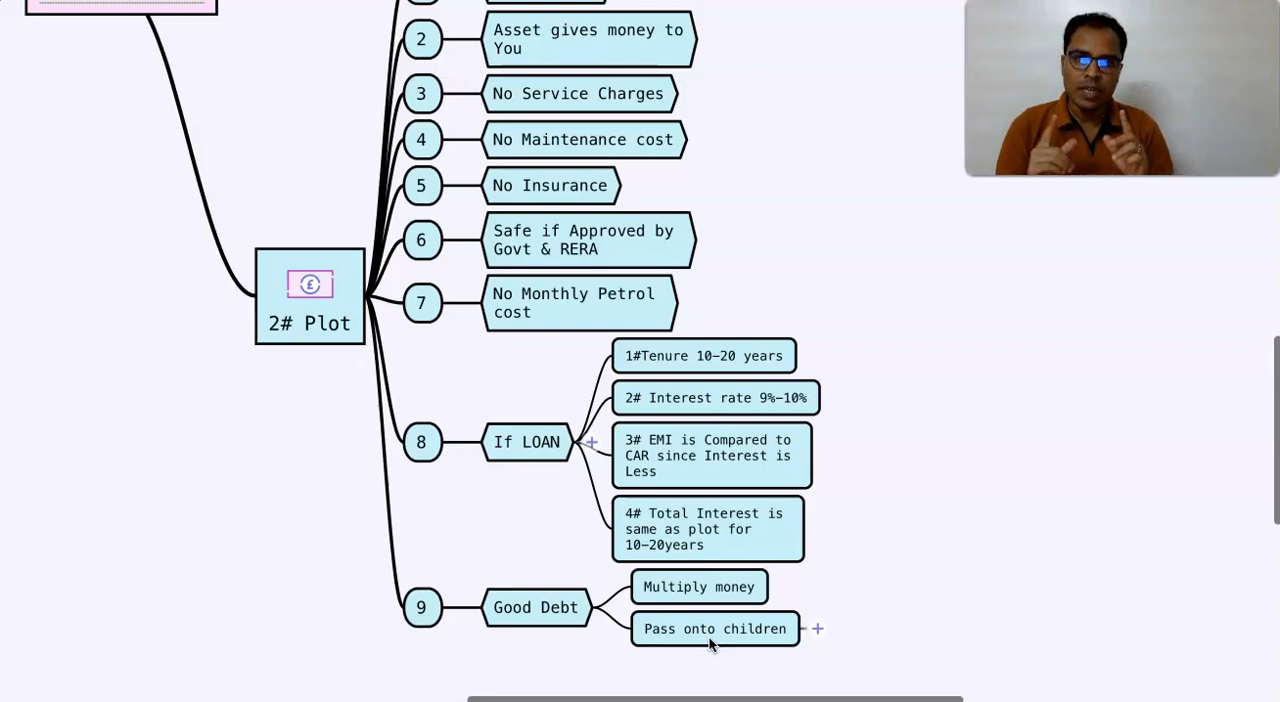 2
Asset gives money to
You
3
No Service Charges
4
No Maintenance cost
5
No Insurance
6
Safe if Approved by
Govt & RERA
£
2# Plot
7
No Monthly Petrol
cost
8
If LOAN
1#Tenure 10-20 years
2# Interest rate 9%-10%
3# EMI is Compared to
CAR since Interest is
Less
4# Total Interest is
same as plot for
10-20years
9
Good Debt
Multiply money
Pass onto children